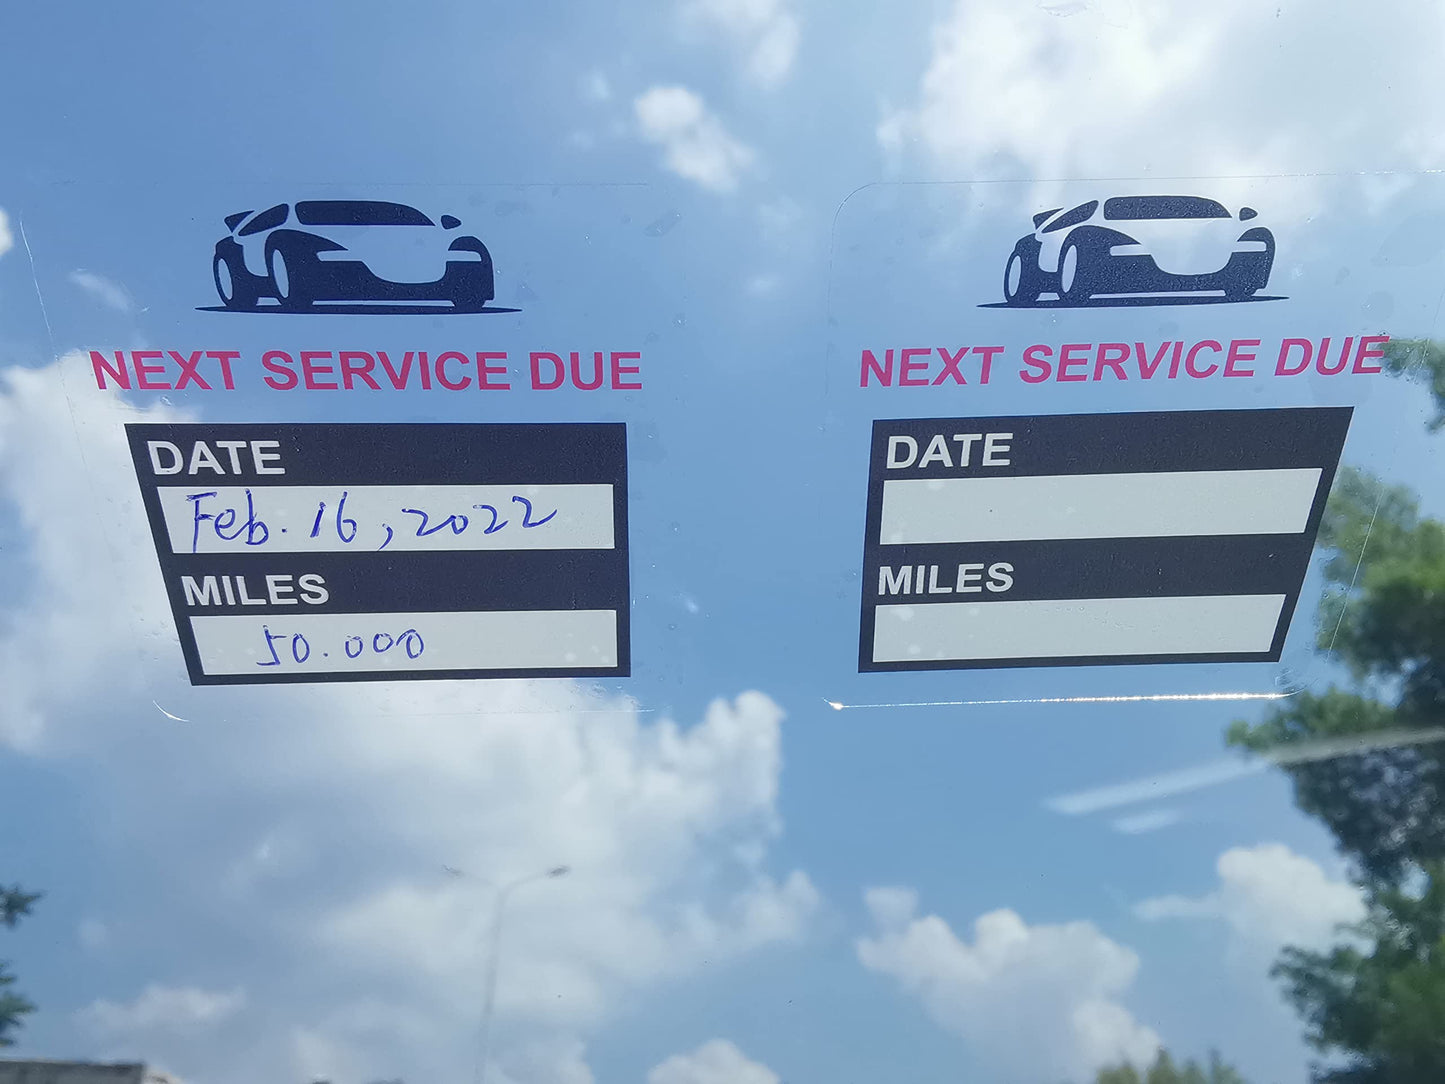 NEXT SERVICE DUE
DATE
Feb. 16, 2022
MILES
50.000
NEXT SERVICE DUE
DATE
MILES